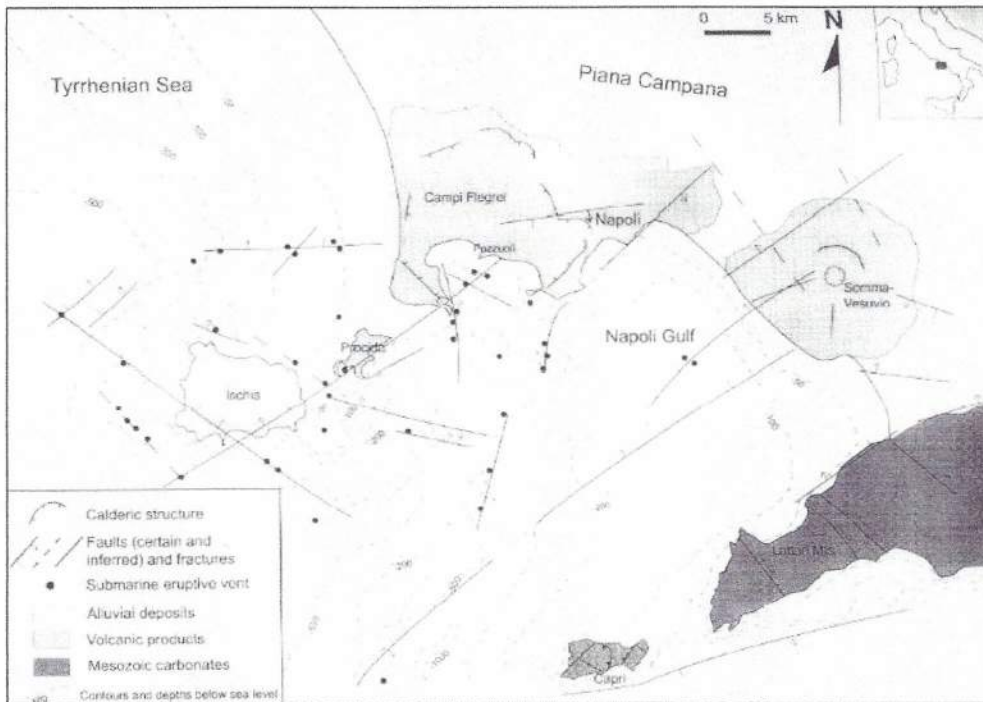 0 5 km
N
Tyrrhenian Sea
Piana Campana
Campi Flegrei
Napoli
Pozzuoli
Somma-
Vesuvio
Napoli Gulf
Procida
Ischia
Lattari Mts
Capri
Calderic structure
Faults (certain and
inferred) and fractures
Submarine eruptive vent
Alluvial deposits
Volcanic products
Mesozoic carbonates
Contours and depths below sea level